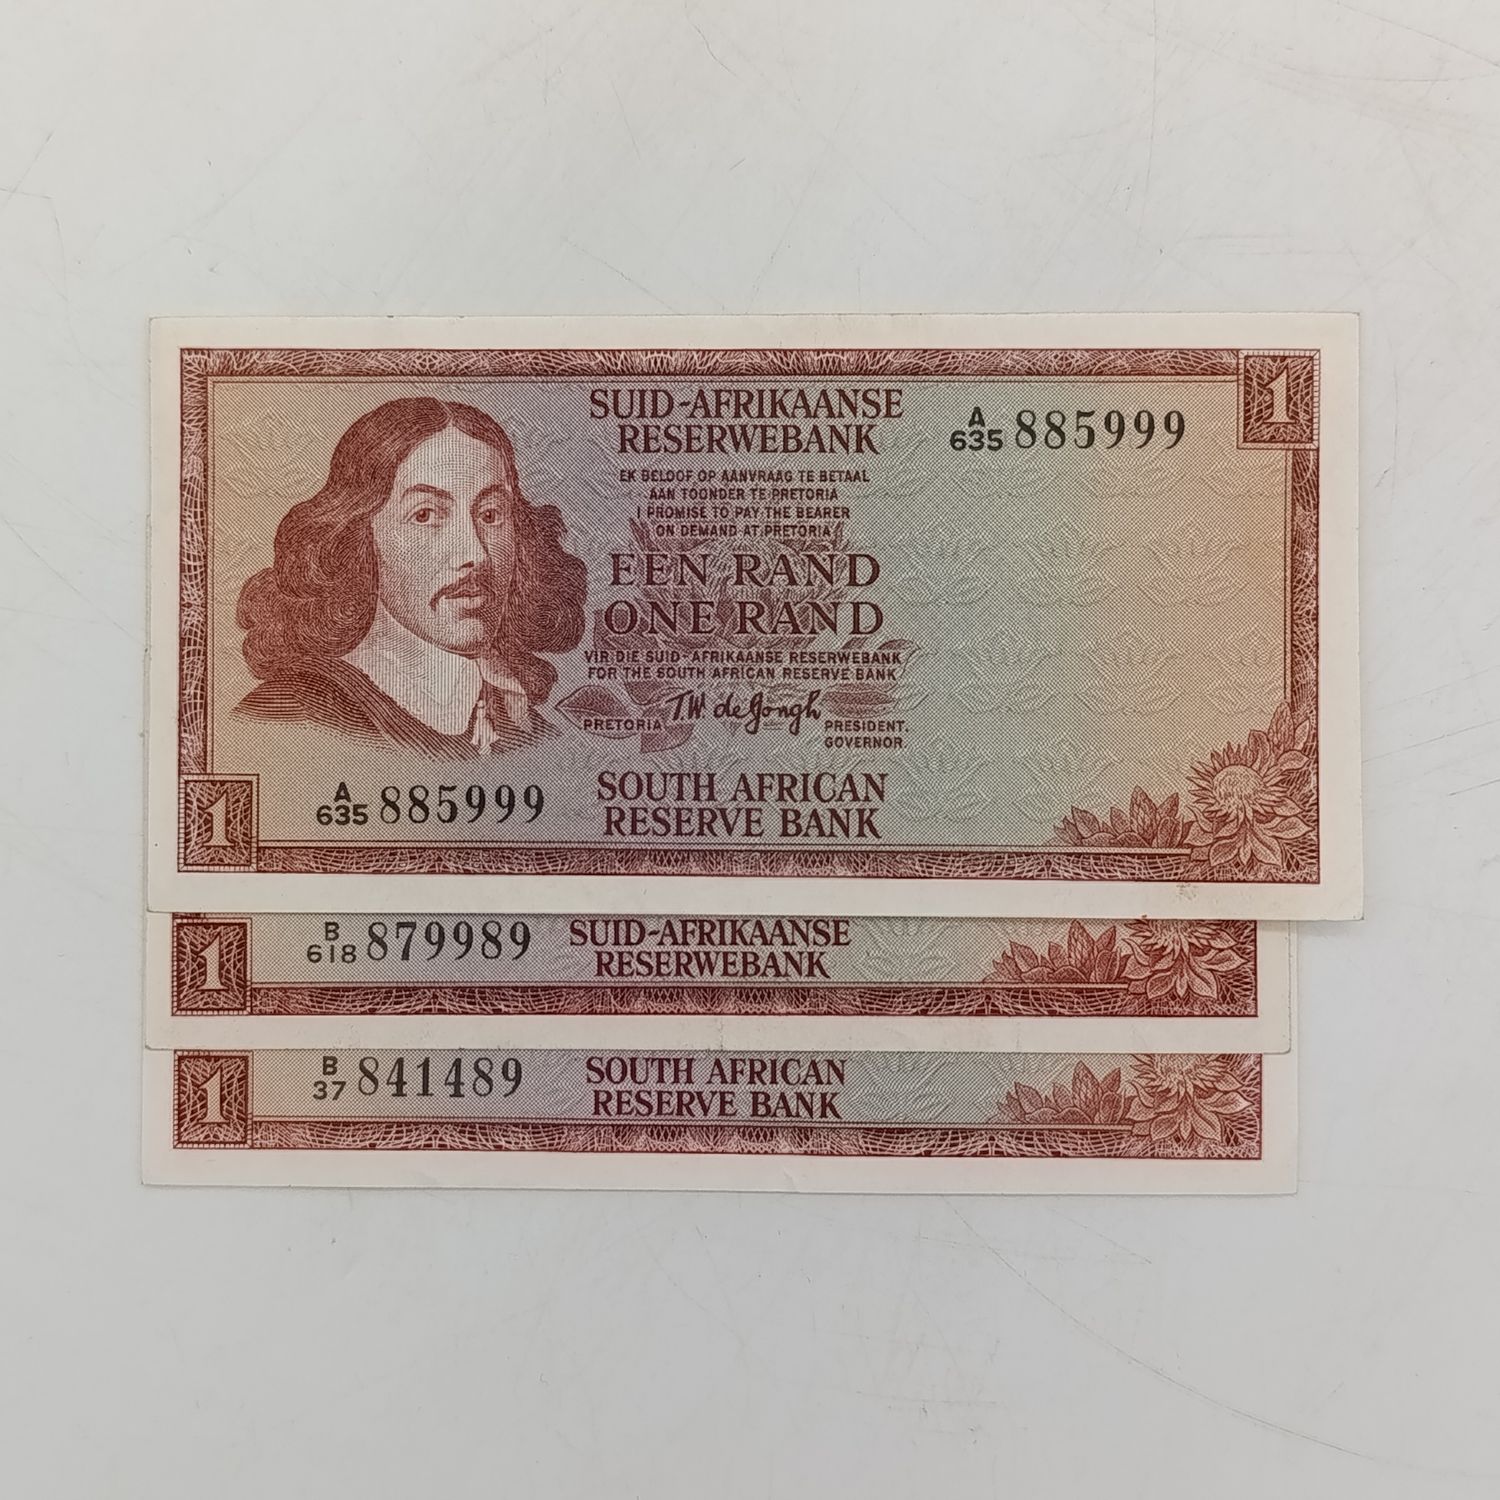 SUID-AFRIKAANSE
RESERWEBANK
A
635 885999
1
EK BELOOF OP AANVRAAG TE BETAAL
AAN TOONDER TE PRETORIA
I PROMISE TO PAY THE BEARER
ON DEMAND AT PRETORIA
EEN RAND
ONE RAND
VIR DIE SUID-AFRIKAANSE RESERWEBANK
FOR THE SOUTH AFRICAN RESERVE BANK
PRETORIA T.W. de Jongh PRESIDENT.
GOVERNOR.
1
A
635 885999
SOUTH AFRICAN
RESERVE BANK
1
B
618 879989
SUID-AFRIKAANSE
RESERWEBANK
1
B
37 841489
SOUTH AFRICAN
RESERVE BANK